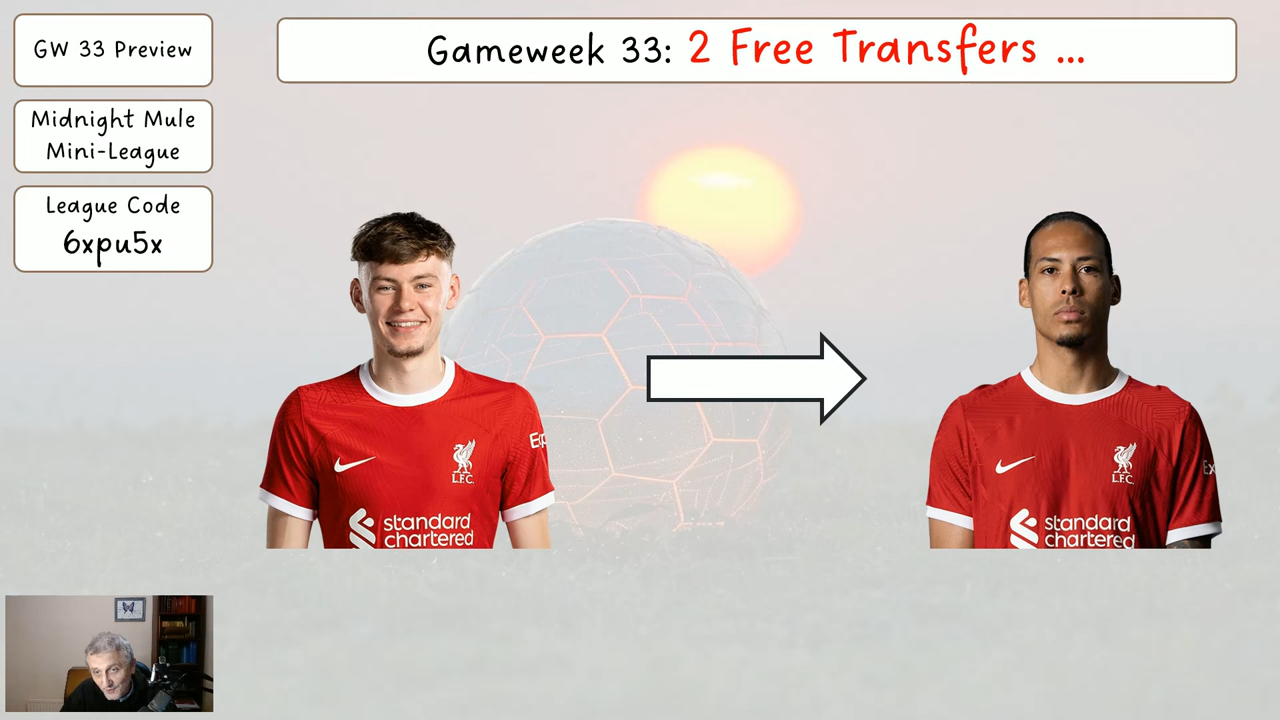 GW 33 Preview
Gameweek 33: 2 Free Transfers ...
Midnight Mule
Mini-League
League Code
6xpu5x
L.F.C.
standard
chartered
L.F.C.
standard
chartered